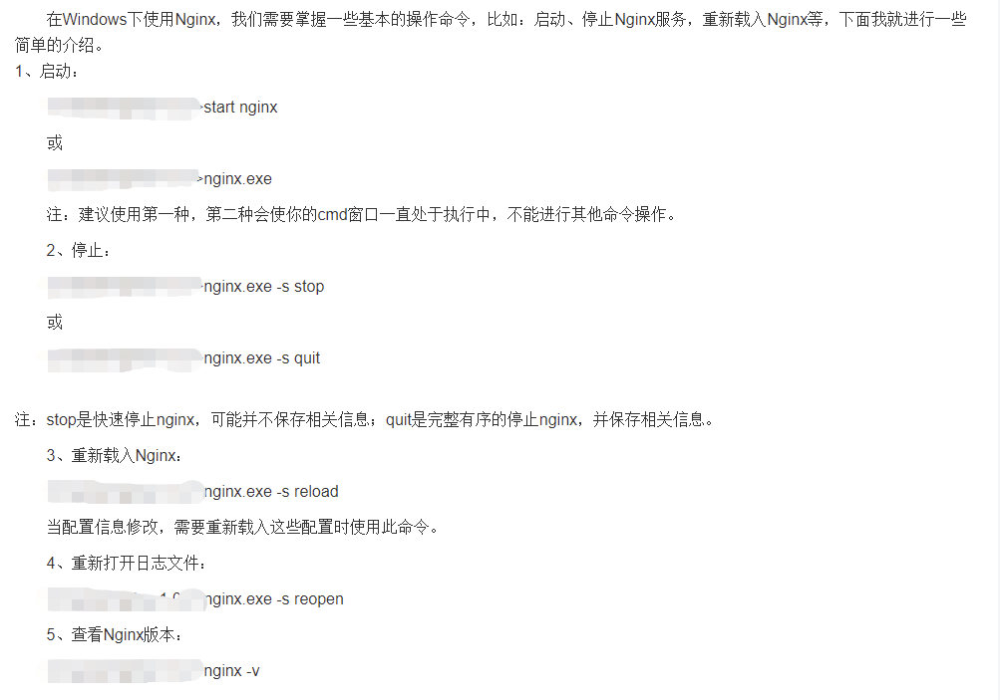 在Windows下使用Nginx，我们需要掌握一些基本的操作命令，比如：启动、停止Nginx服务，重新载入Nginx等，下面我就进行一些
简单的介绍。
1、启动：
>start nginx
或
>nginx.exe
注：建议使用第一种，第二种会使你的cmd窗口一直处于执行中，不能进行其他命令操作。
2、停止：
nginx.exe -s stop
或
nginx.exe -s quit
注：stop是快速停止nginx，可能并不保存相关信息；quit是完整有序的停止nginx，并保存相关信息。
3、重新载入Nginx：
nginx.exe -s reload
当配置信息修改，需要重新载入这些配置时使用此命令。
4、重新打开日志文件：
nginx.exe -s reopen
5、查看Nginx版本：
nginx -v